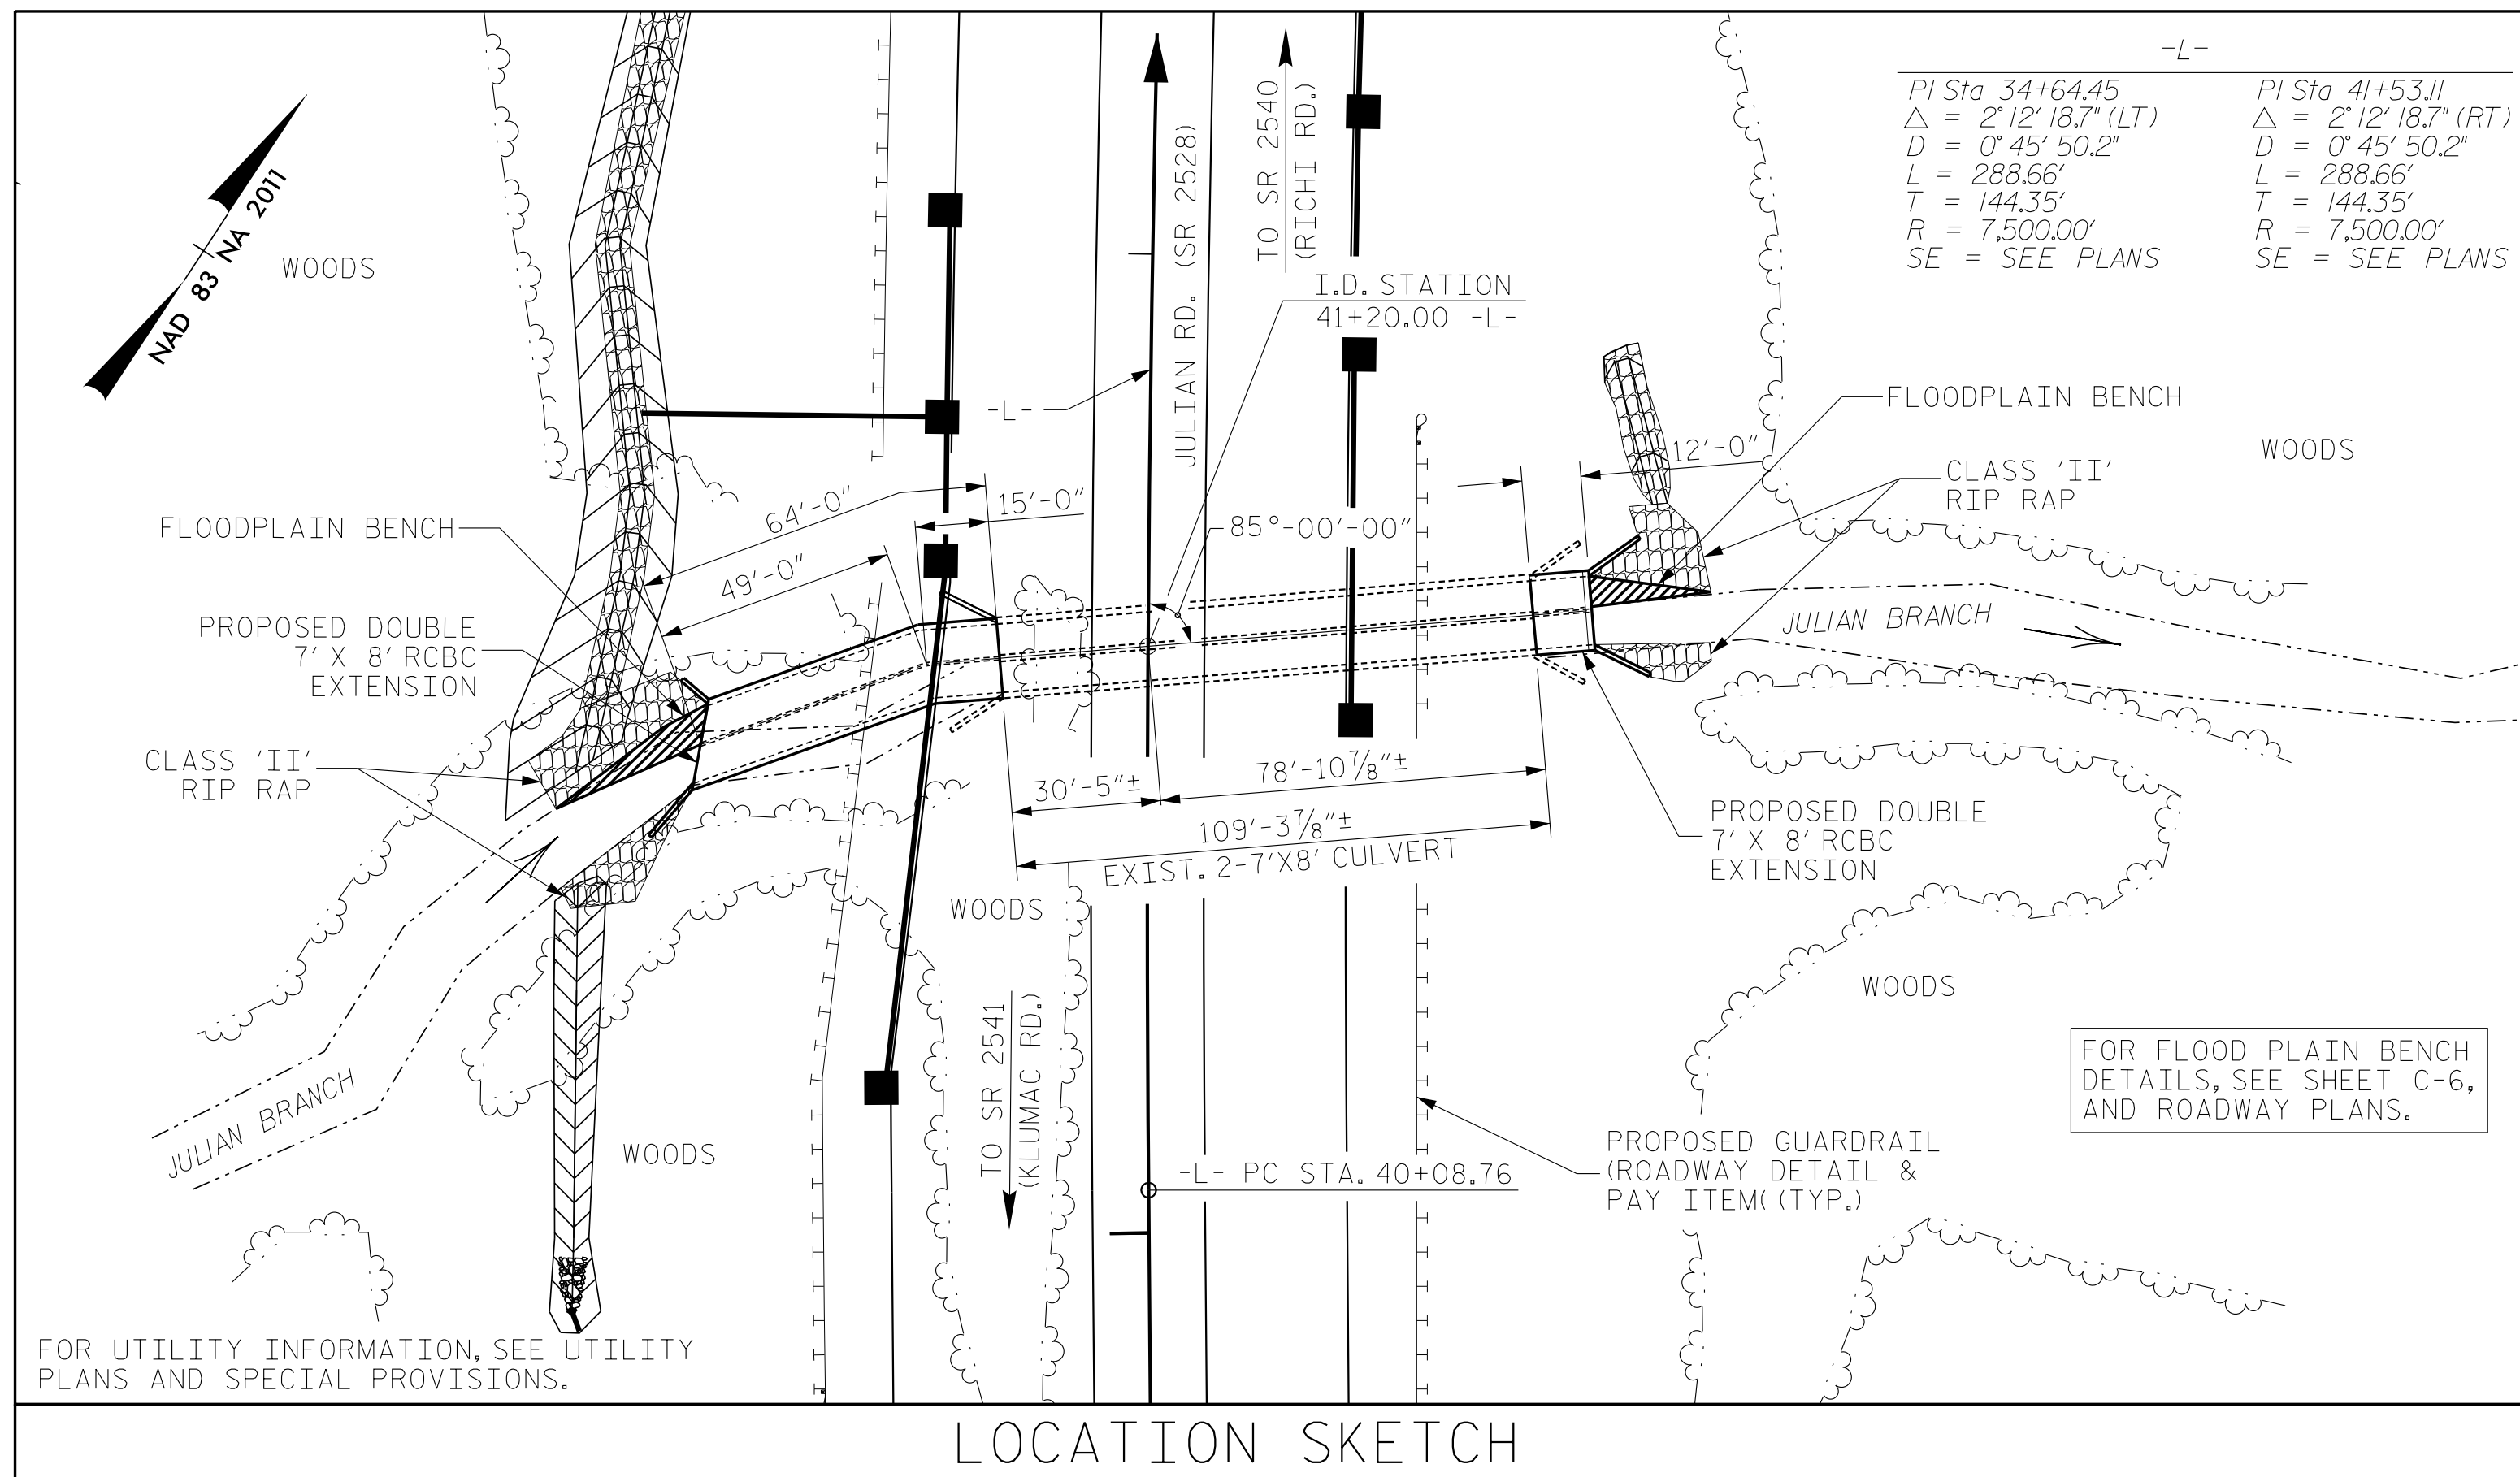 -L-
PI Sta 34+64.45
△ = 2° 12' 18.7" (LT)
D = 0° 45' 50.2"
L = 288.66'
T = 144.35'
R = 7,500.00'
SE = SEE PLANS
PI Sta 41+53.11
△ = 2° 12' 18.7" (RT)
D = 0° 45' 50.2"
L = 288.66'
T = 144.35'
R = 7,500.00'
SE = SEE PLANS
NAD 83 NA 2011
WOODS
JULIAN RD. (SR 2528)
TO SR 2540
(RICHI RD.)
I.D. STATION
41+20.00 -L-
-L-
FLOODPLAIN BENCH
WOODS
12'-0"
CLASS 'II'
RIP RAP
64'-0"
15'-0"
FLOODPLAIN BENCH
85°-00'-00"
49'-0"
PROPOSED DOUBLE
7' X 8' RCBC
EXTENSION
JULIAN BRANCH
CLASS 'II'
RIP RAP
30'-5"±
78'-10⅞"±
109'-3⅞"±
EXIST. 2-7'X8' CULVERT
PROPOSED DOUBLE
7' X 8' RCBC
EXTENSION
WOODS
WOODS
JULIAN BRANCH
TO SR 2541
(KLUMAC RD.)
FOR FLOOD PLAIN BENCH
DETAILS, SEE SHEET C-6,
AND ROADWAY PLANS.
WOODS
-L- PC STA. 40+08.76
PROPOSED GUARDRAIL
(ROADWAY DETAIL &
PAY ITEM( (TYP.)
FOR UTILITY INFORMATION, SEE UTILITY
PLANS AND SPECIAL PROVISIONS.
LOCATION SKETCH